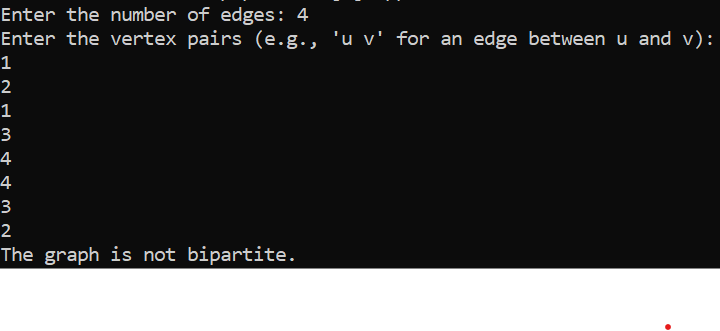 Enter the number of edges: 4
Enter the vertex pairs (e.g., 'u v' for an edge between u and v):
1
2
1
3
4
4
3
2
The graph is not bipartite.